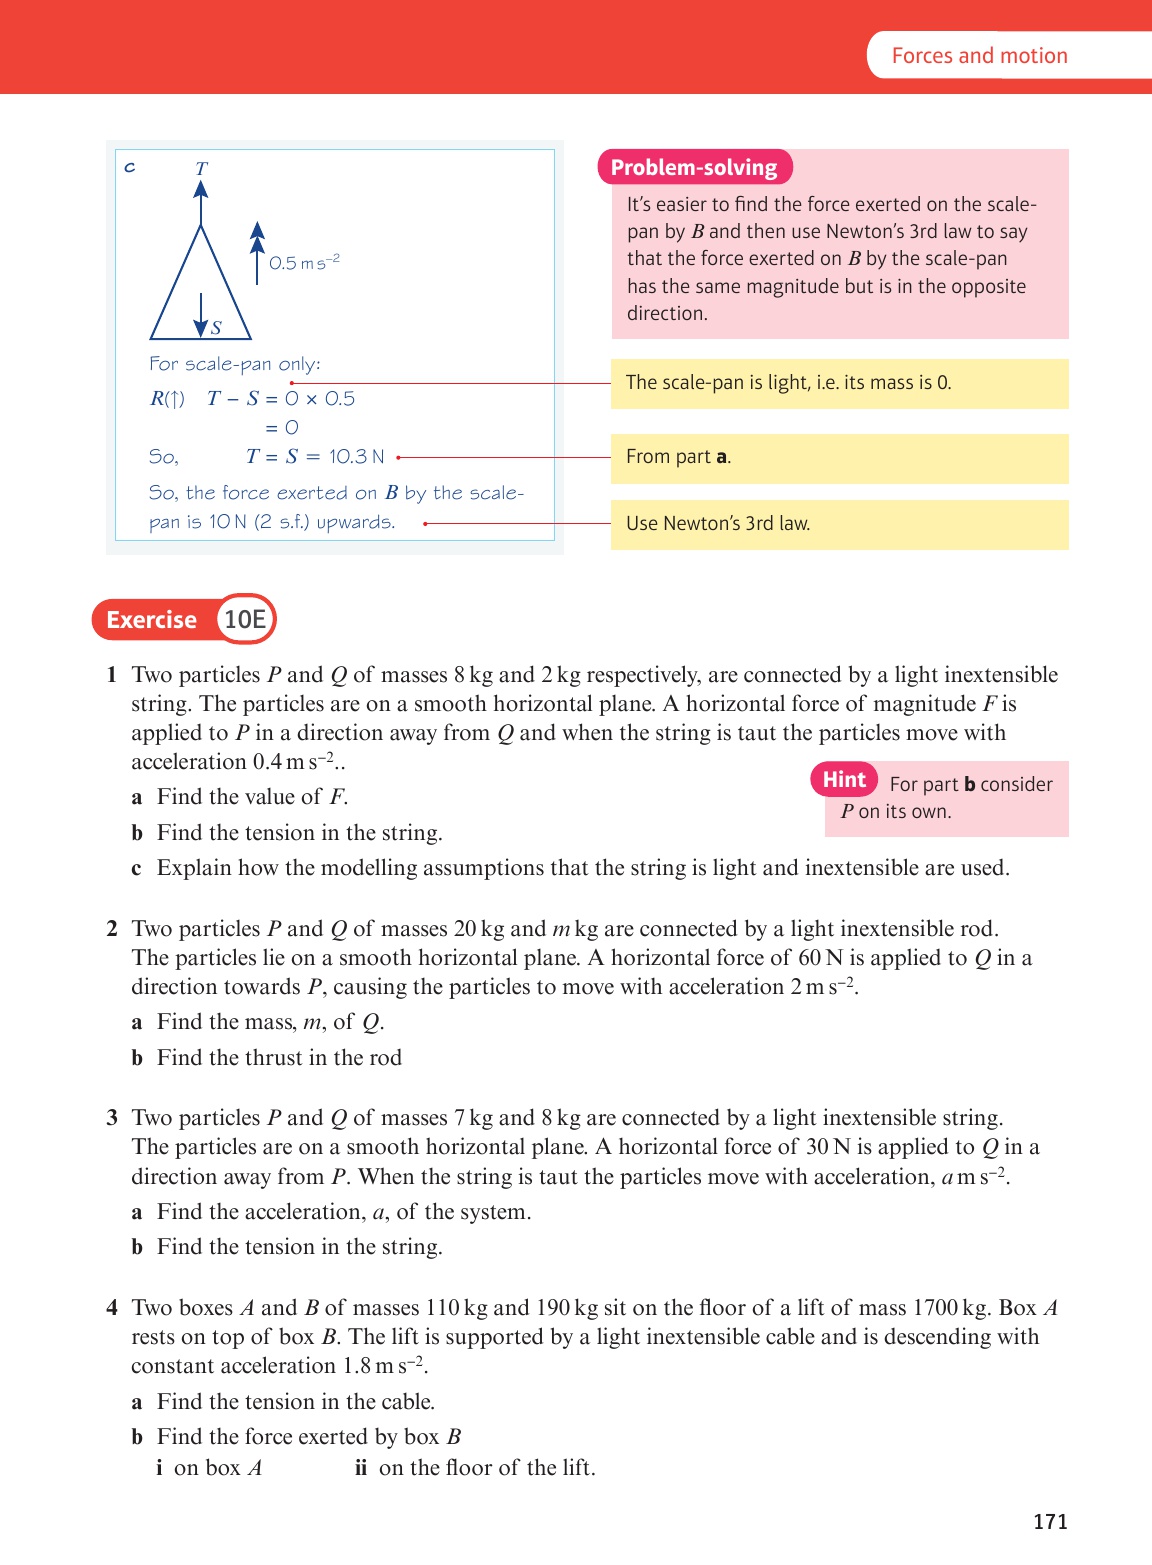 Forces and motion
c
T
0.5 m s⁻²
S
For scale-pan only:
R(↑) T − S = 0 × 0.5
= 0
So, T = S = 10.3 N
So, the force exerted on B by the scale-
pan is 10 N (2 s.f.) upwards.
Problem-solving
It’s easier to find the force exerted on the scale-
pan by B and then use Newton’s 3rd law to say
that the force exerted on B by the scale-pan
has the same magnitude but is in the opposite
direction.
The scale-pan is light, i.e. its mass is 0.
From part a.
Use Newton’s 3rd law.
Exercise 10E
1 Two particles P and Q of masses 8 kg and 2 kg respectively, are connected by a light inextensible
string. The particles are on a smooth horizontal plane. A horizontal force of magnitude F is
applied to P in a direction away from Q and when the string is taut the particles move with
acceleration 0.4 m s⁻²..
a Find the value of F.
b Find the tension in the string.
Hint For part b consider
P on its own.
c Explain how the modelling assumptions that the string is light and inextensible are used.
2 Two particles P and Q of masses 20 kg and m kg are connected by a light inextensible rod.
The particles lie on a smooth horizontal plane. A horizontal force of 60 N is applied to Q in a
direction towards P, causing the particles to move with acceleration 2 m s⁻².
a Find the mass, m, of Q.
b Find the thrust in the rod
3 Two particles P and Q of masses 7 kg and 8 kg are connected by a light inextensible string.
The particles are on a smooth horizontal plane. A horizontal force of 30 N is applied to Q in a
direction away from P. When the string is taut the particles move with acceleration, a m s⁻².
a Find the acceleration, a, of the system.
b Find the tension in the string.
4 Two boxes A and B of masses 110 kg and 190 kg sit on the floor of a lift of mass 1700 kg. Box A
rests on top of box B. The lift is supported by a light inextensible cable and is descending with
constant acceleration 1.8 m s⁻².
a Find the tension in the cable.
b Find the force exerted by box B
i on box A ii on the floor of the lift.
171